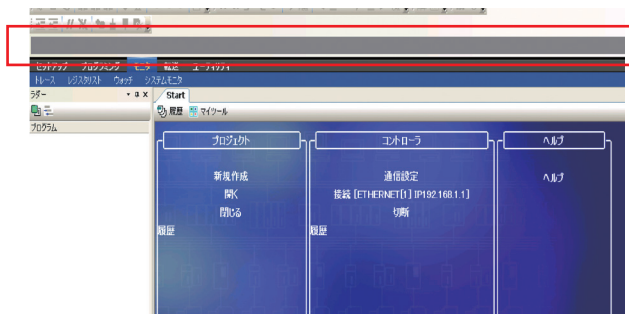 セットアップ プログラミング モニタ 転送 ユーティリティ
トレース レジスタリスト ウォッチ システムモニタ
ラダー
Start
履歴 マイツール
プログラム
プロジェクト コントローラ ヘルプ
新規作成 通信設定 ヘルプ
開く 接続 [ETHERNET[1] IP192.168.1.1]
閉じる 切断
履歴 履歴